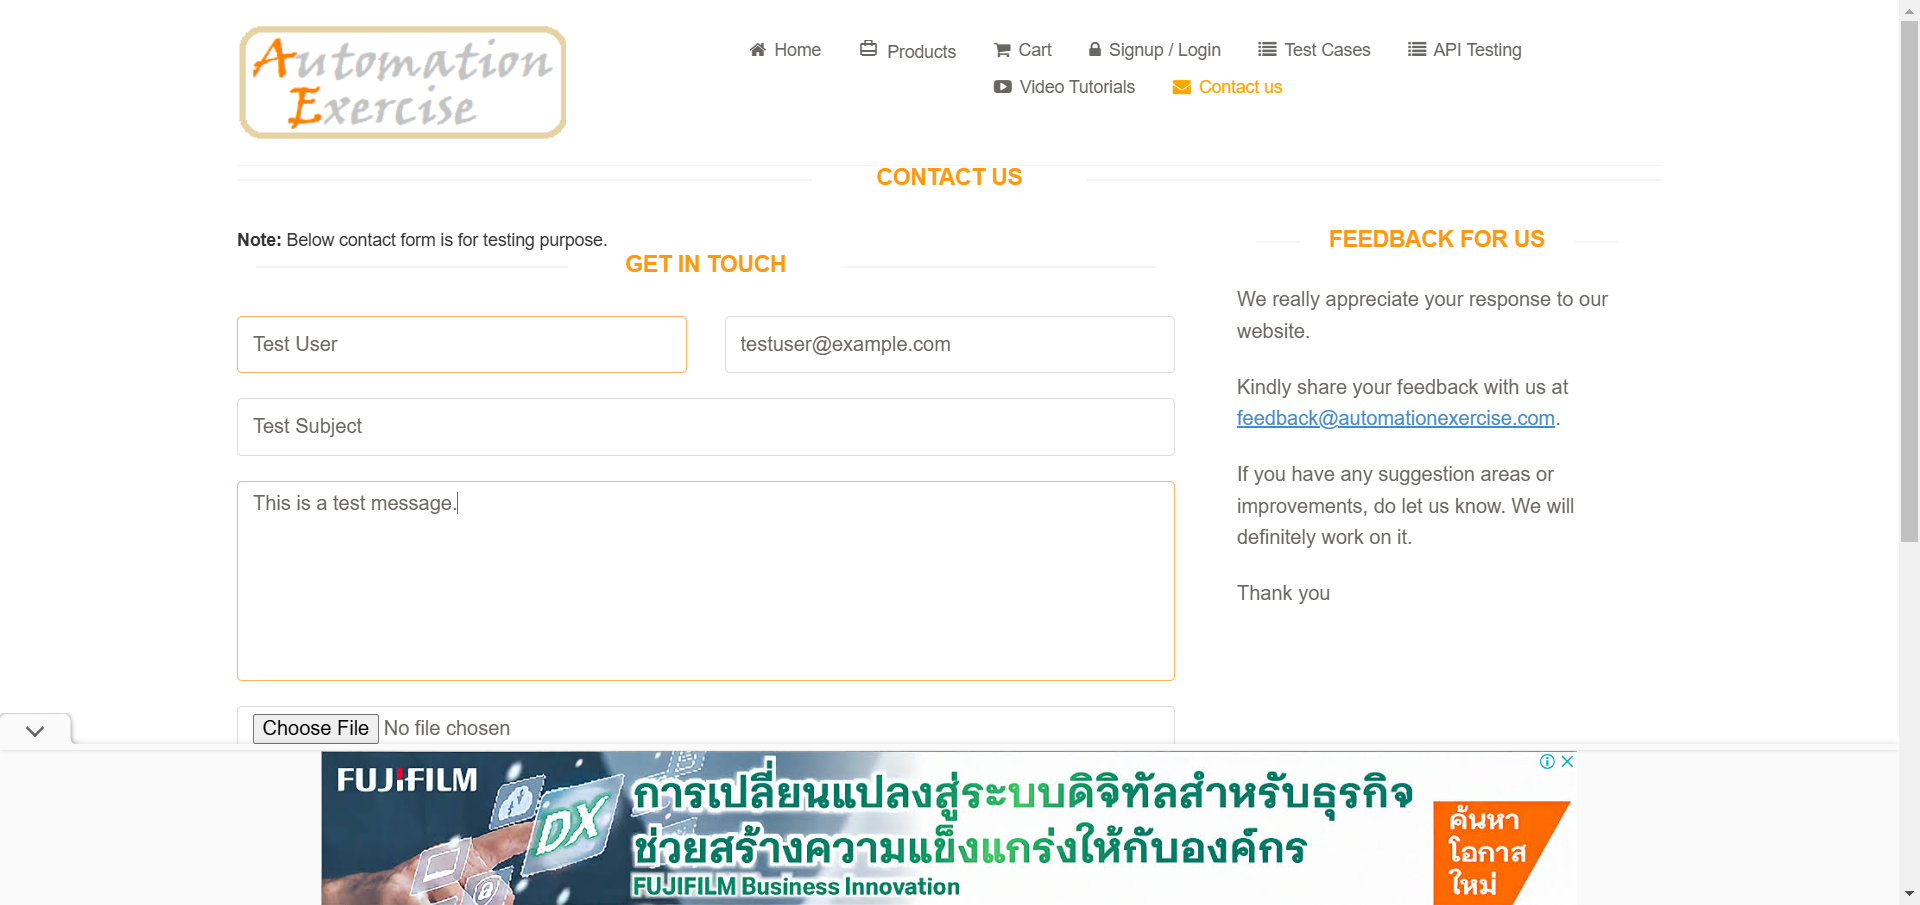 Automation
Exercise
Home
Products
Cart
Signup / Login
Test Cases
API Testing
Video Tutorials
Contact us
CONTACT US
Note: Below contact form is for testing purpose.
GET IN TOUCH
Test User
testuser@example.com
Test Subject
This is a test message.
Choose File No file chosen
FEEDBACK FOR US
We really appreciate your response to our
website.
Kindly share your feedback with us at
feedback@automationexercise.com.
If you have any suggestion areas or
improvements, do let us know. We will
definitely work on it.
Thank you
FUJIFILM
DX
การเปลี่ยนแปลงสู่ระบบดิจิทัลสำหรับธุรกิจ
ช่วยสร้างความแข็งแกร่งให้กับองค์กร
FUJIFILM Business Innovation
ค้นหา
โอกาส
ใหม่